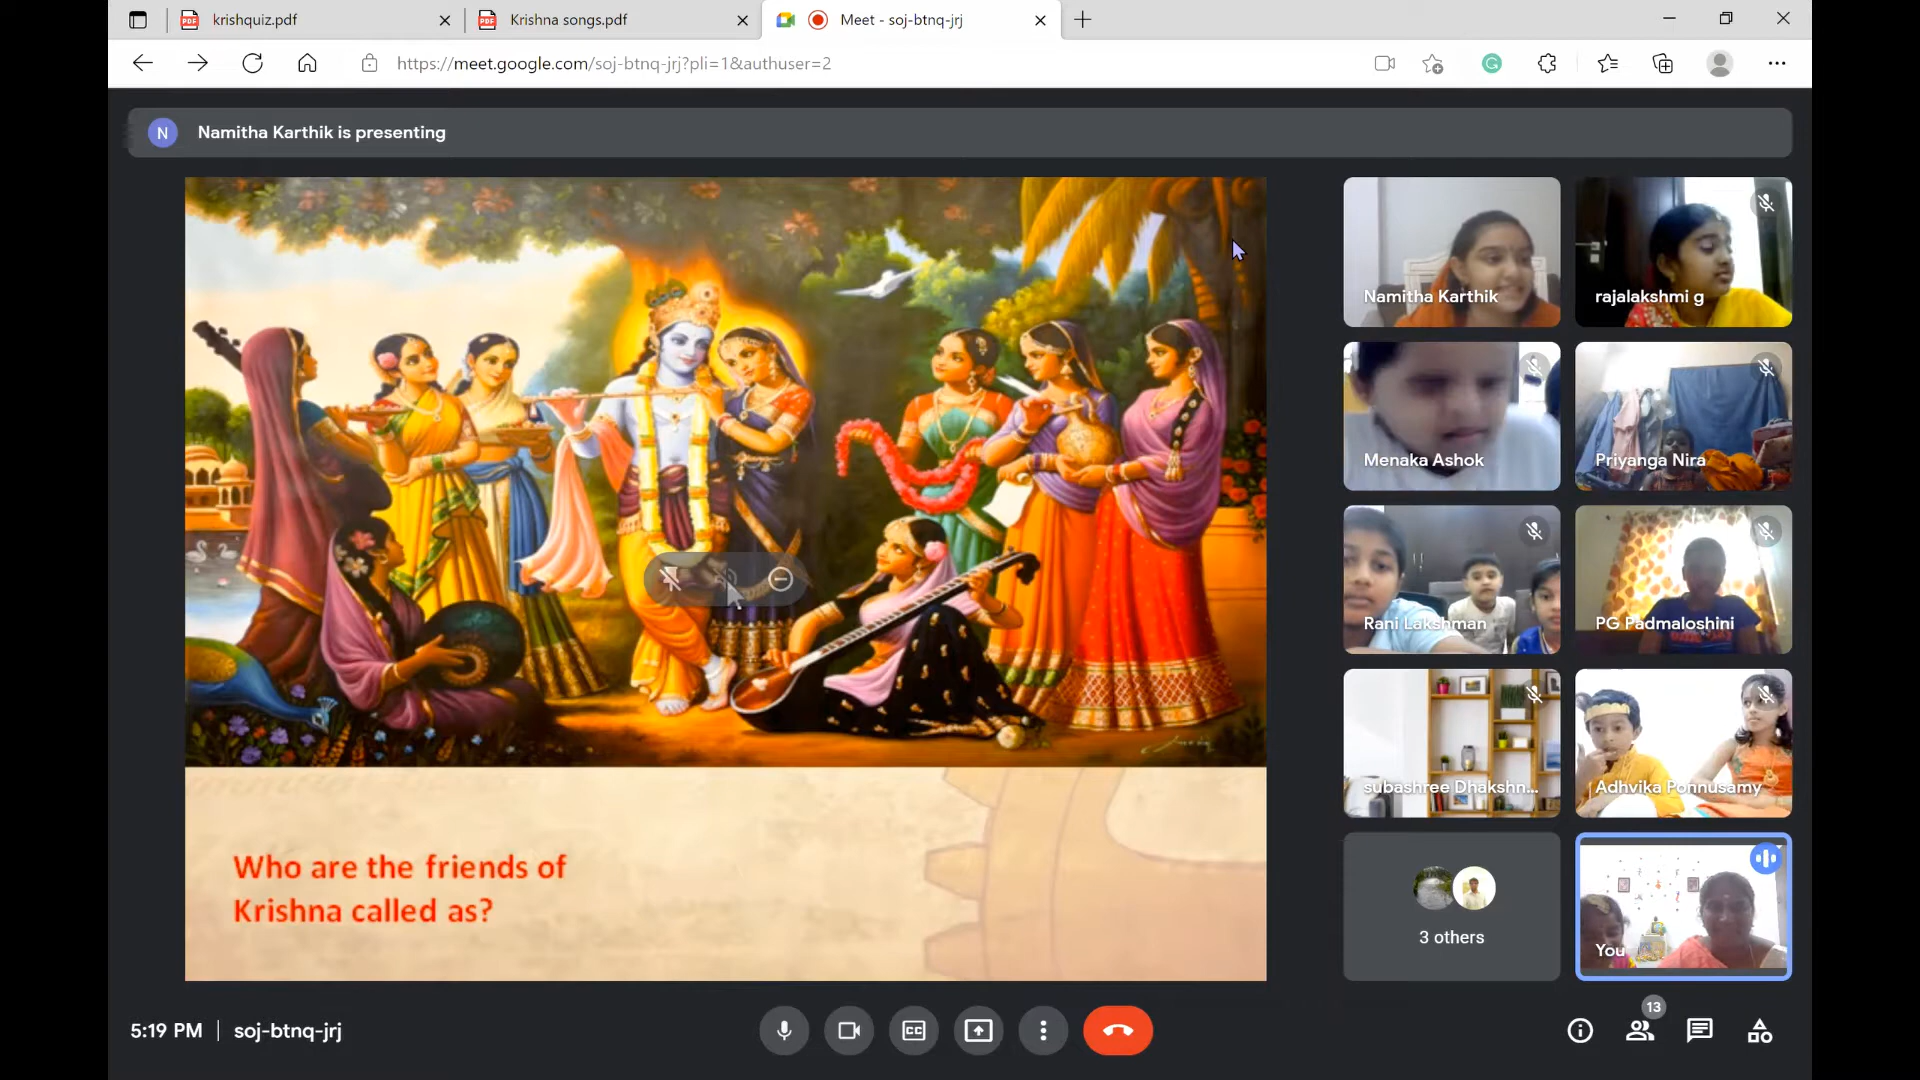 krishquiz.pdf
Krishna songs.pdf
Meet - soj-btnq-jrj
https://meet.google.com/soj-btnq-jrj?pli=1&authuser=2
N
Namitha Karthik is presenting
Namitha Karthik
rajalakshmi g
Menaka Ashok
Priyanga Nira
Rani Lakshman
PG Padmaloshini
subashree Dhakshn...
Adhvika Ponnusamy
3 others
You
Who are the friends of
Krishna called as?
5:19 PM | soj-btnq-jrj
CC
13